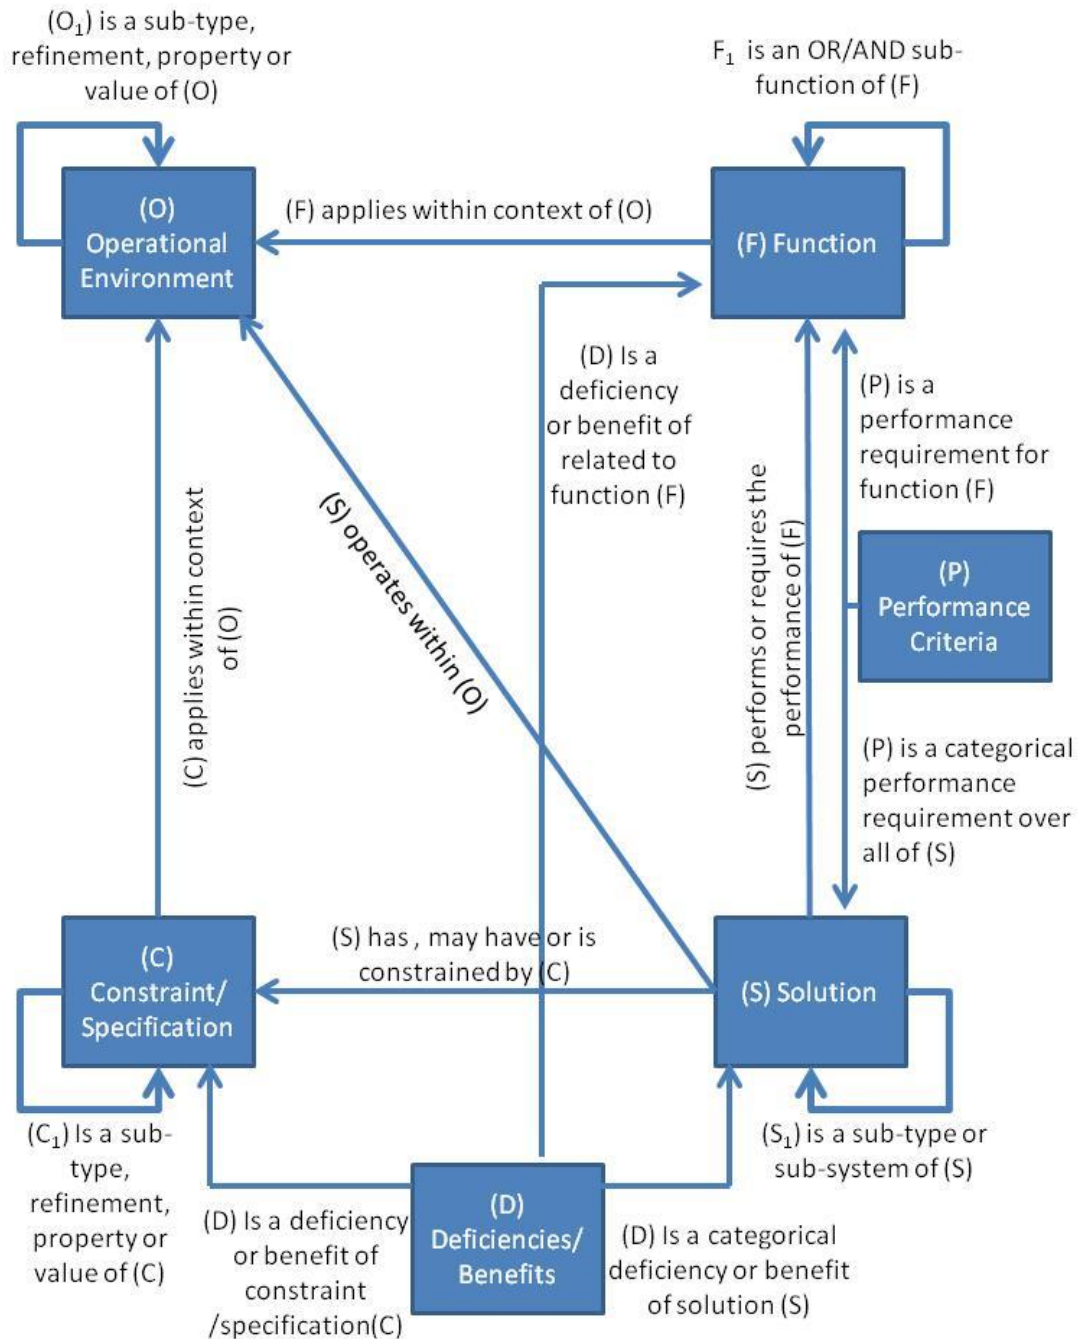 (O₁) is a sub-type,
refinement, property or
value of (O)
F₁ is an OR/AND sub-
function of (F)
(O)
Operational
Environment
(F) applies within context of (O)
(F) Function
(D) Is a
deficiency
or benefit of
related to
function (F)
(P) is a
performance
requirement for
function (F)
(C) applies within context
of (O)
(S) operates within (O)
(S) performs or requires the
performance of (F)
(P)
Performance
Criteria
(P) is a categorical
performance
requirement over
all of (S)
(C)
Constraint/
Specification
(S) has , may have or is
constrained by (C)
(S) Solution
(C₁) Is a sub-
type,
refinement,
property or
value of (C)
(S₁) is a sub-type or
sub-system of (S)
(D) Is a deficiency
or benefit of
constraint
/specification(C)
(D)
Deficiencies/
Benefits
(D) Is a categorical
deficiency or benefit
of solution (S)